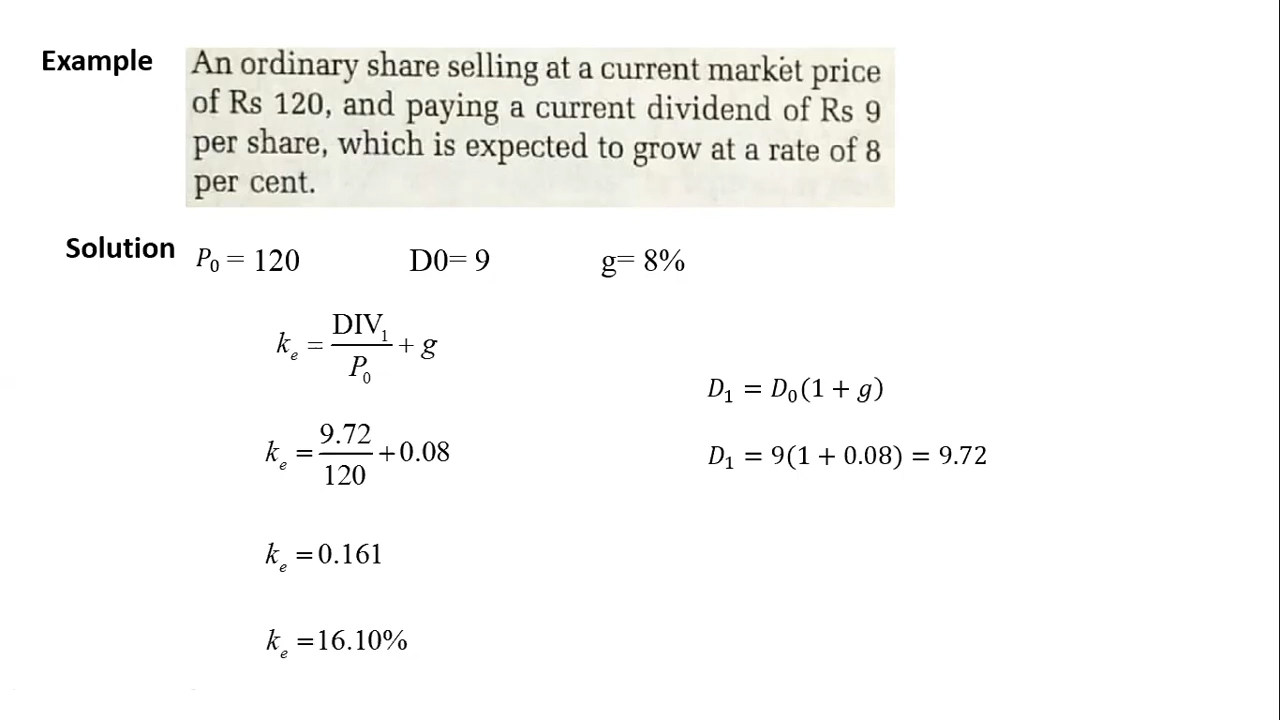 Example
An ordinary share selling at a current market price
of Rs 120, and paying a current dividend of Rs 9
per share, which is expected to grow at a rate of 8
per cent.
Solution P₀ = 120 D0= 9 g= 8%
kₑ = DIV₁/P₀ + g
D₁ = D₀(1 + g)
kₑ = 9.72/120 + 0.08
D₁ = 9(1 + 0.08) = 9.72
kₑ = 0.161
kₑ = 16.10%